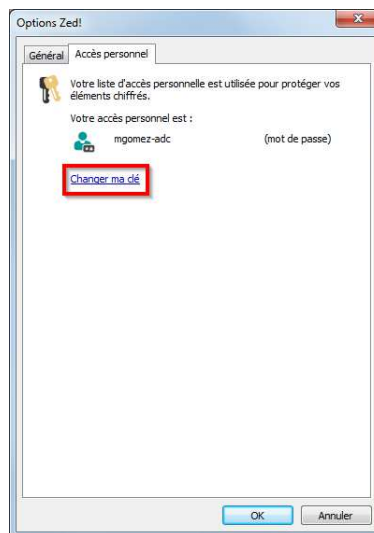 Options Zed!
Général Accès personnel
Votre liste d'accès personnelle est utilisée pour protéger vos
éléments chiffrés.
Votre accès personnel est :
mgomez-adc (mot de passe)
Changer ma clé
OK Annuler